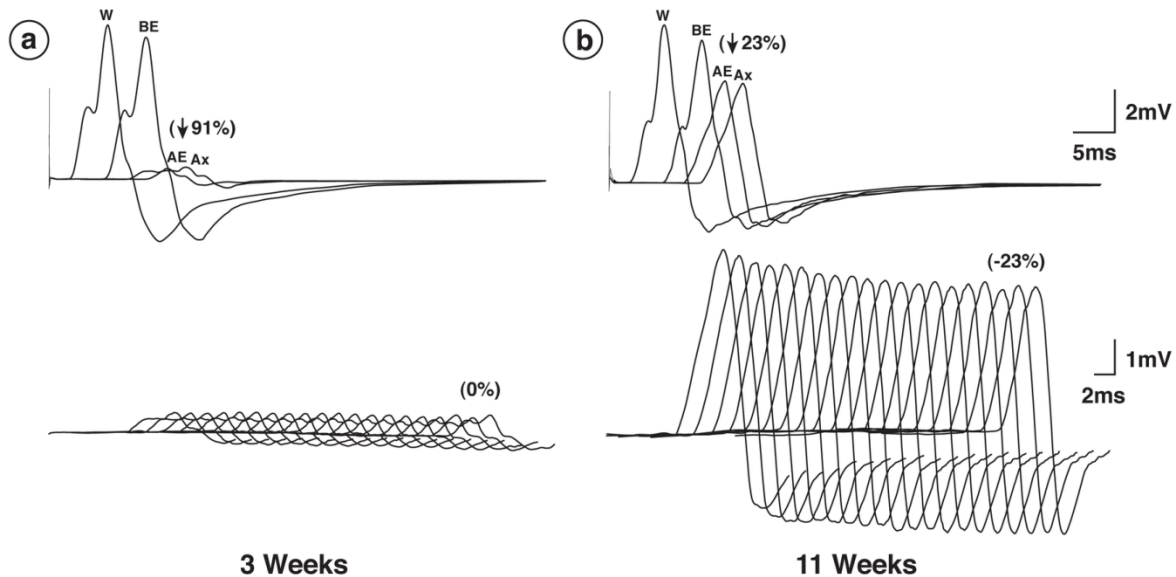 a
W
BE
(↓91%)
AE Ax
(0%)
3 Weeks
b
W
BE
(↓23%)
AE Ax
2mV
5ms
(-23%)
1mV
2ms
11 Weeks